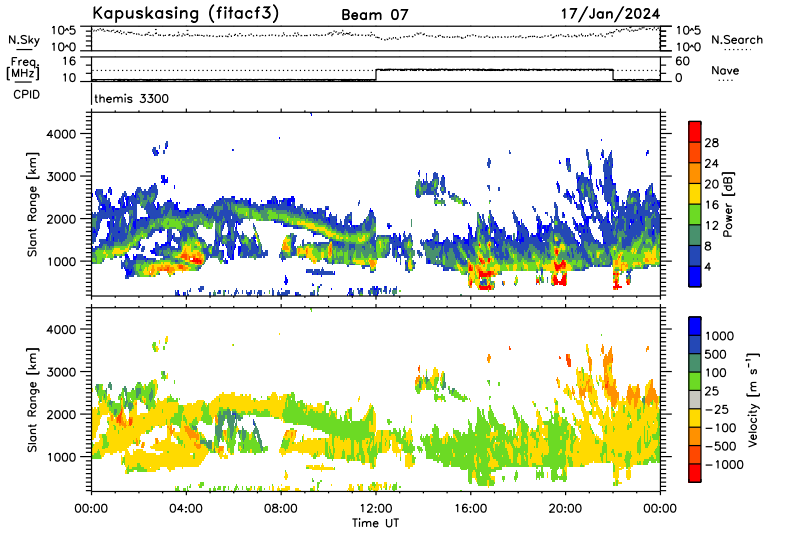 Kapuskasing (fitacf3) Beam 07 17/Jan/2024
N.Sky 10^5 10^0 10^5 10^0 N.Search
Freq. [MHz] 16 10 60 0 Nave
CPID themis 3300
Slant Range [km]
4000
3000
2000
1000
Power [dB]
28
24
20
16
12
8
4
Slant Range [km]
4000
3000
2000
1000
Velocity [m s⁻¹]
1000
500
100
25
−25
−100
−500
−1000
00:00 04:00 08:00 12:00 16:00 20:00 00:00
Time UT